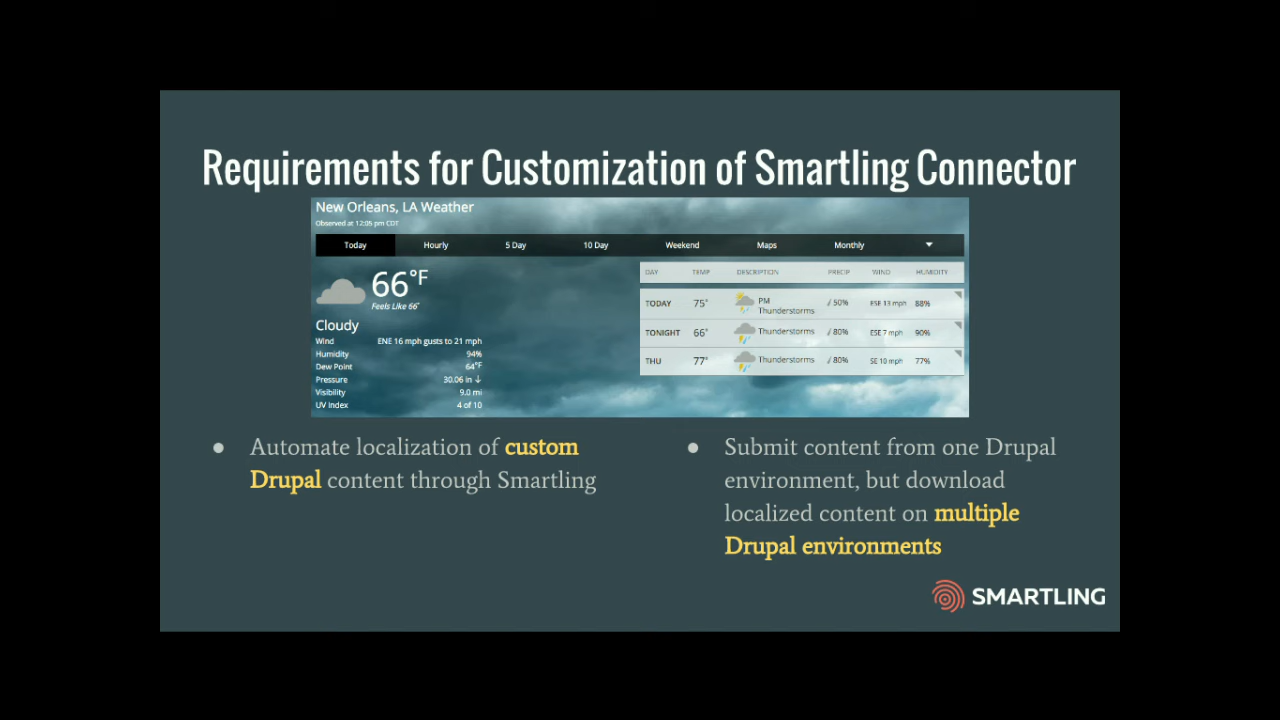 Requirements for Customization of Smartling Connector
New Orleans, LA Weather
Observed at 12:05 pm CDT
Today Hourly 5 Day 10 Day Weekend Maps Monthly
66°F
Feels Like 66°
Cloudy
Wind ENE 16 mph gusts to 21 mph
Humidity 94%
Dew Point 64°F
Pressure 30.06 in ↓
Visibility 9.0 mi
UV Index 4 of 10
DAY TEMP DESCRIPTION PRECIP WIND HUMIDITY
TODAY 75° PM Thunderstorms 50% ESE 13 mph 88%
TONIGHT 66° Thunderstorms 80% ESE 7 mph 90%
THU 77° Thunderstorms 80% SE 10 mph 77%
● Automate localization of custom
Drupal content through Smartling
● Submit content from one Drupal
environment, but download
localized content on multiple
Drupal environments
SMARTLING